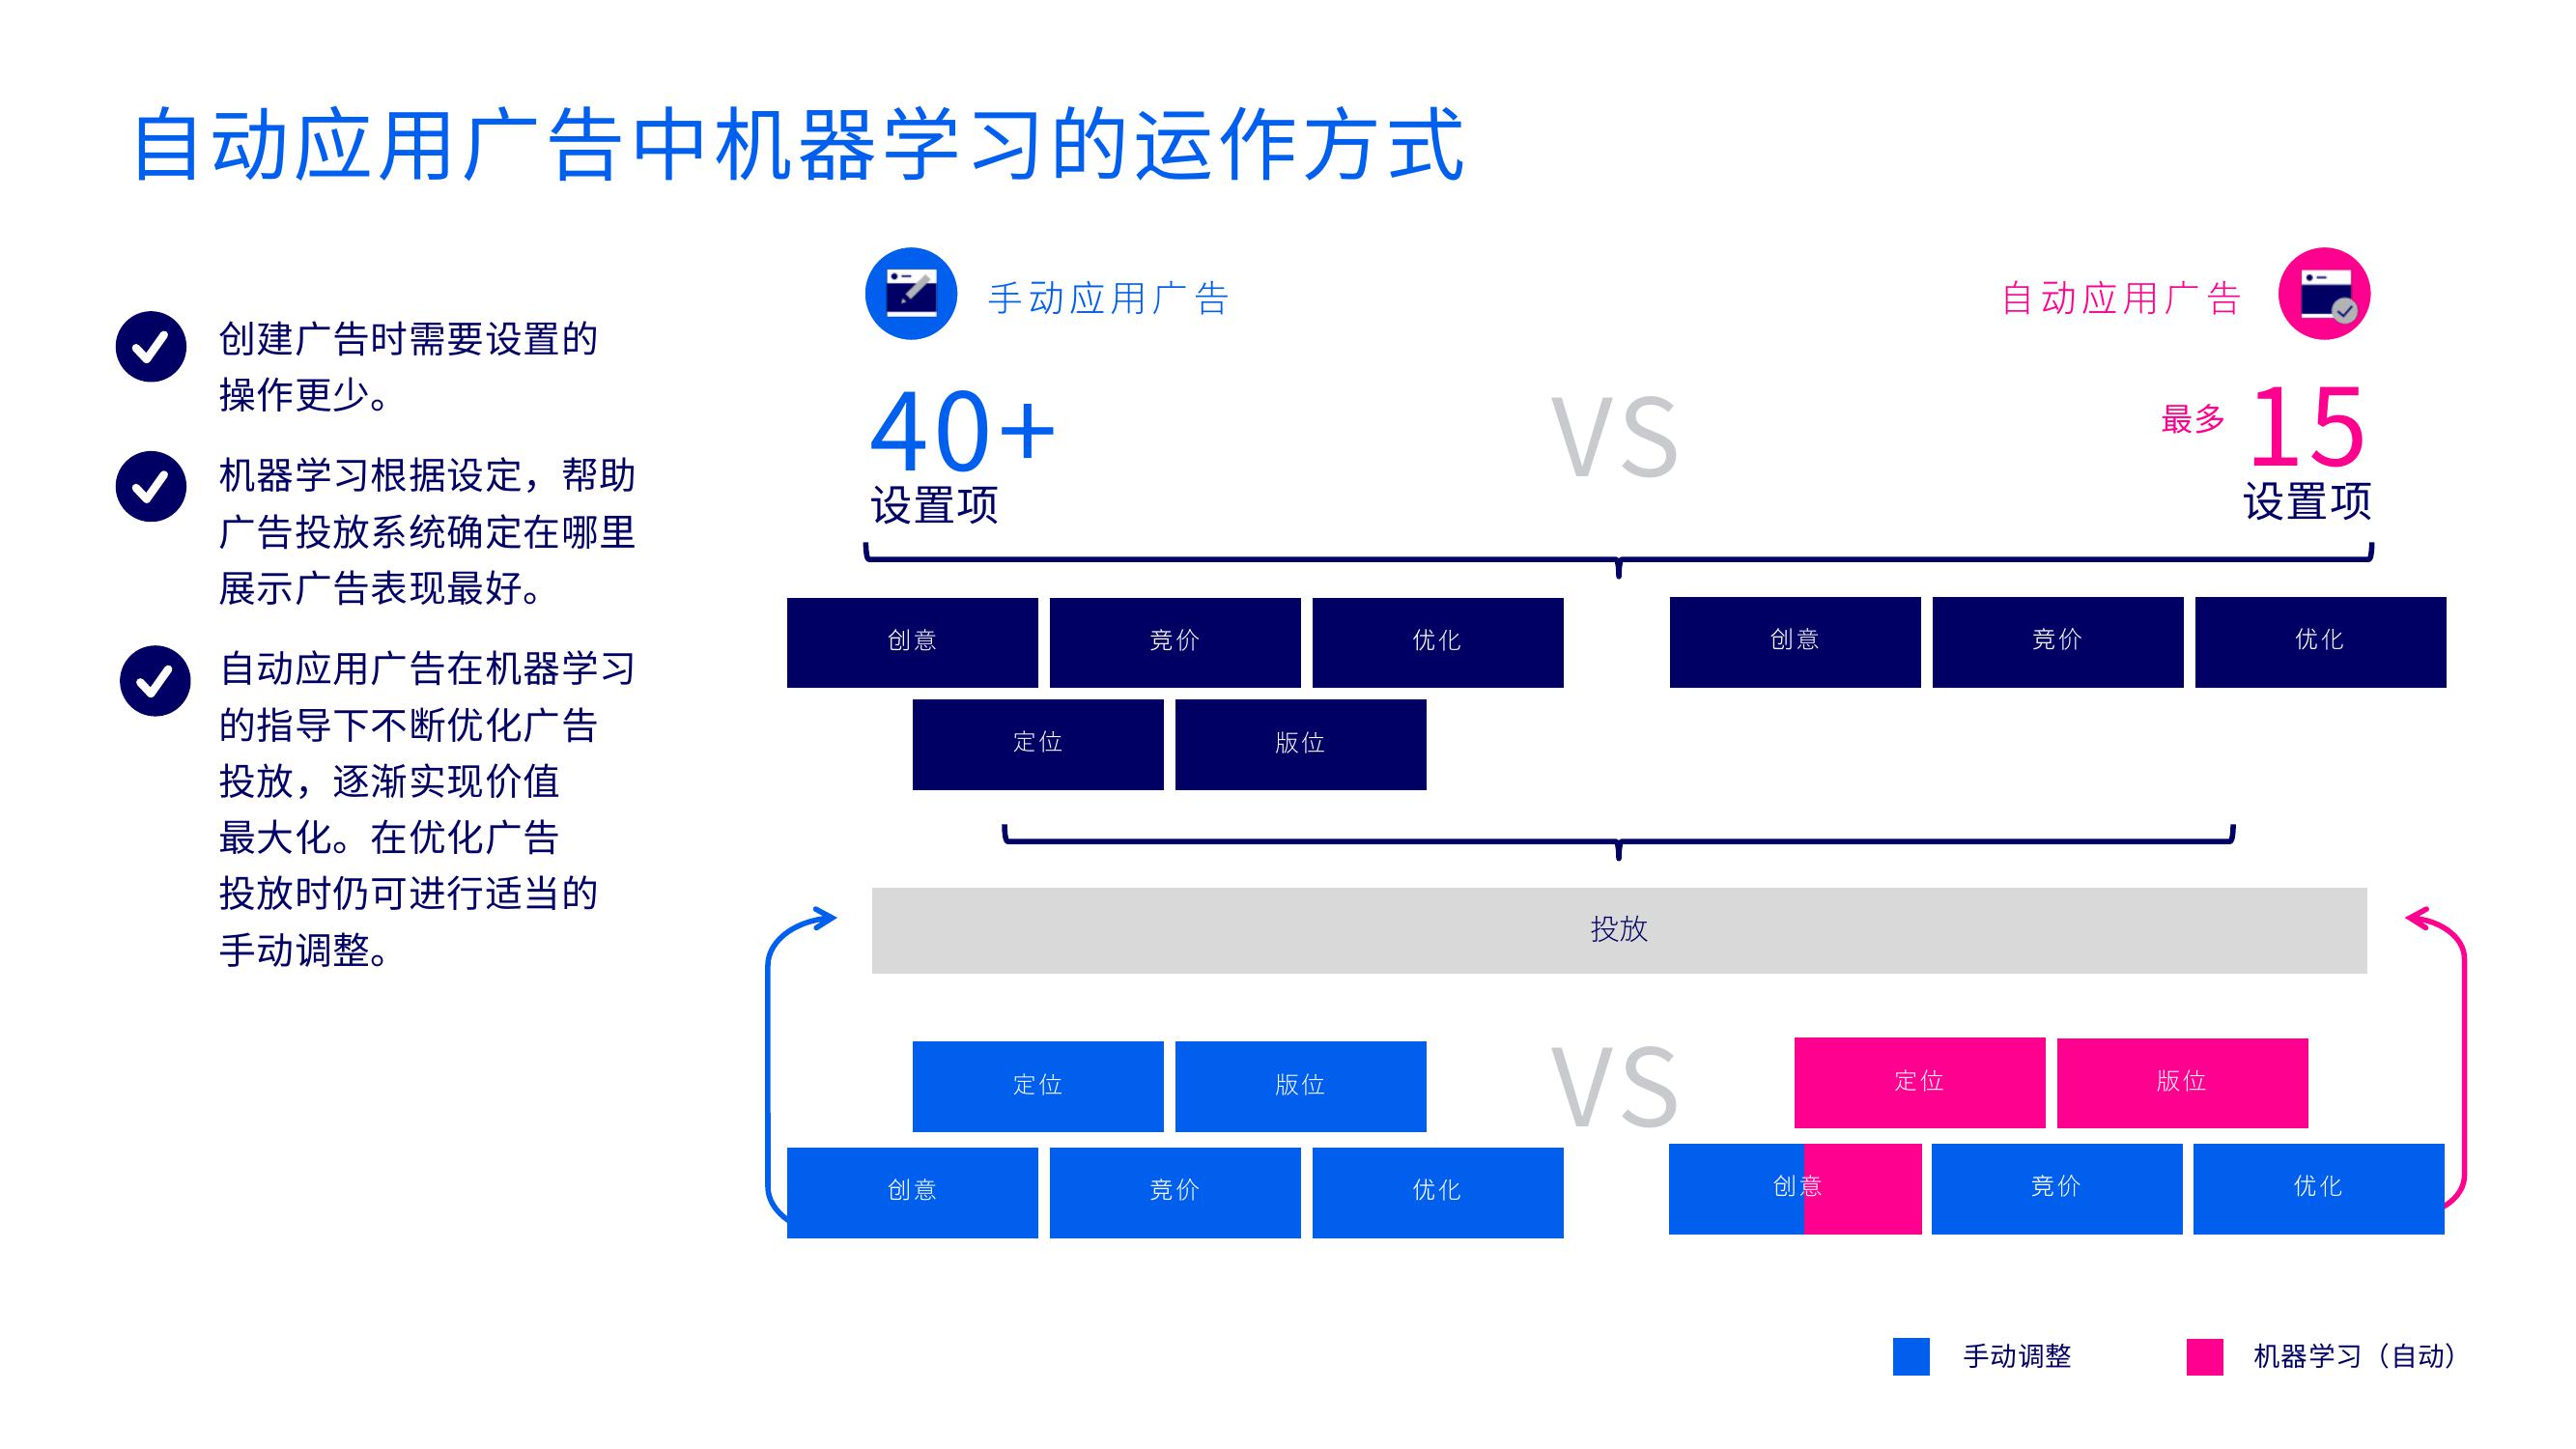 自动应用广告中机器学习的运作方式
创建广告时需要设置的
操作更少。
机器学习根据设定，帮助
广告投放系统确定在哪里
展示广告表现最好。
自动应用广告在机器学习
的指导下不断优化广告
投放，逐渐实现价值
最大化。在优化广告
投放时仍可进行适当的
手动调整。
手动应用广告
自动应用广告
40+
设置项
VS
最多 15
设置项
创意 竞价 优化
定位 版位
创意 竞价 优化
投放
定位 版位
创意 竞价 优化
VS
定位 版位
创意 竞价 优化
手动调整
机器学习（自动）